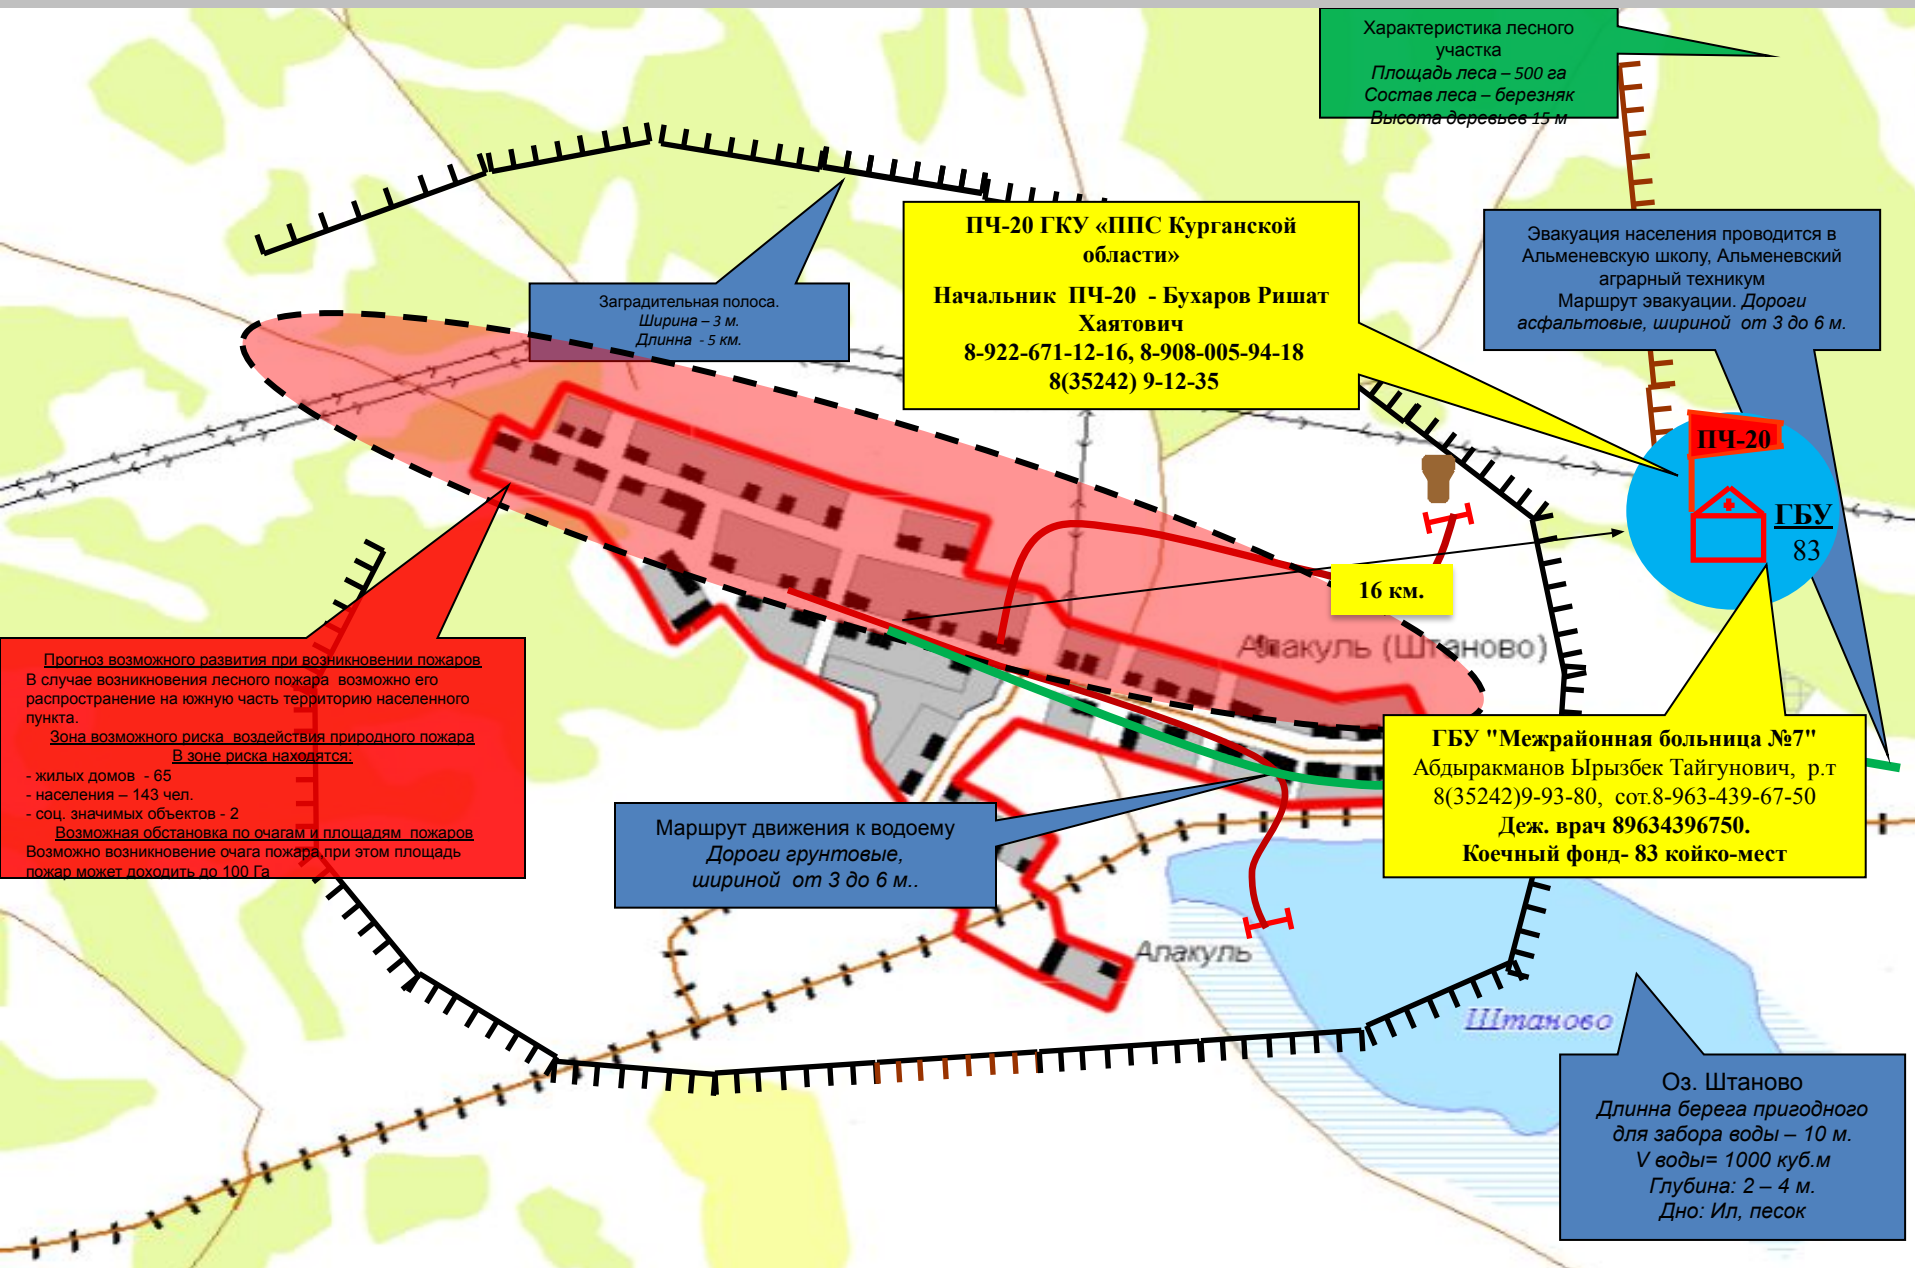 Характеристика лесного
участка
Площадь леса – 500 га
Состав леса – березняк
Высота деревьев 15 м
ПЧ-20 ГКУ «ППС Курганской
области»
Начальник ПЧ-20 - Бухаров Ришат
Хаятович
8-922-671-12-16, 8-908-005-94-18
8(35242) 9-12-35
Эвакуация населения проводится в
Альменевскую школу, Альменевский
аграрный техникум
Маршрут эвакуации. Дороги
асфальтовые, шириной от 3 до 6 м.
Заградительная полоса.
Ширина – 3 м.
Длинна - 5 км.
ПЧ-20
ГБУ
83
16 км.
Алакуль (Штаново)
Прогноз возможного развития при возникновении пожаров
В случае возникновения лесного пожара возможно его
распространение на южную часть территорию населенного
пункта.
Зона возможного риска воздействия природного пожара
В зоне риска находятся:
- жилых домов - 65
- населения – 143 чел.
- соц. значимых объектов - 2
Возможная обстановка по очагам и площадям пожаров
Возможно возникновение очага пожара при этом площадь
пожар может доходить до 100 Га
ГБУ "Межрайонная больница №7"
Абдыракманов Ырызбек Тайгунович, р.т
8(35242)9-93-80, сот.8-963-439-67-50
Деж. врач 89634396750.
Коечный фонд- 83 койко-мест
Маршрут движения к водоему
Дороги грунтовые,
шириной от 3 до 6 м..
Алакуль
Штаново
Оз. Штаново
Длинна берега пригодного
для забора воды – 10 м.
V воды= 1000 куб.м
Глубина: 2 – 4 м.
Дно: Ил, песок